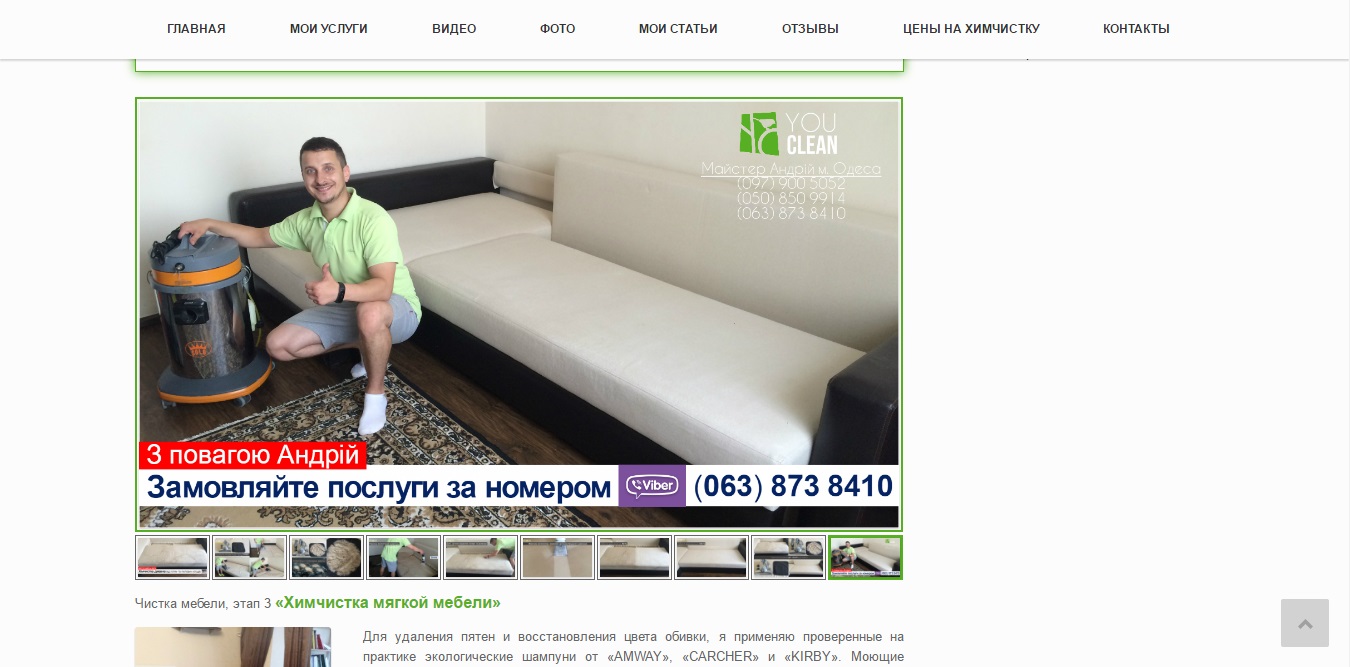 ГЛАВНАЯ МОИ УСЛУГИ ВИДЕО ФОТО МОИ СТАТЬИ ОТЗЫВЫ ЦЕНЫ НА ХИМЧИСТКУ КОНТАКТЫ
YOU
CLEAN
Майстер Андрій м. Одеса
(097) 900 5052
(050) 850 9914
(063) 873 8410
З повагою Андрій
Замовляйте послуги за номером Viber (063) 873 8410
Чистка мебели, этап 3 «Химчистка мягкой мебели»
Для удаления пятен и восстановления цвета обивки, я применяю проверенные на
практике экологические шампуни от «AMWAY», «CARCHER» и «KIRBY». Моющие